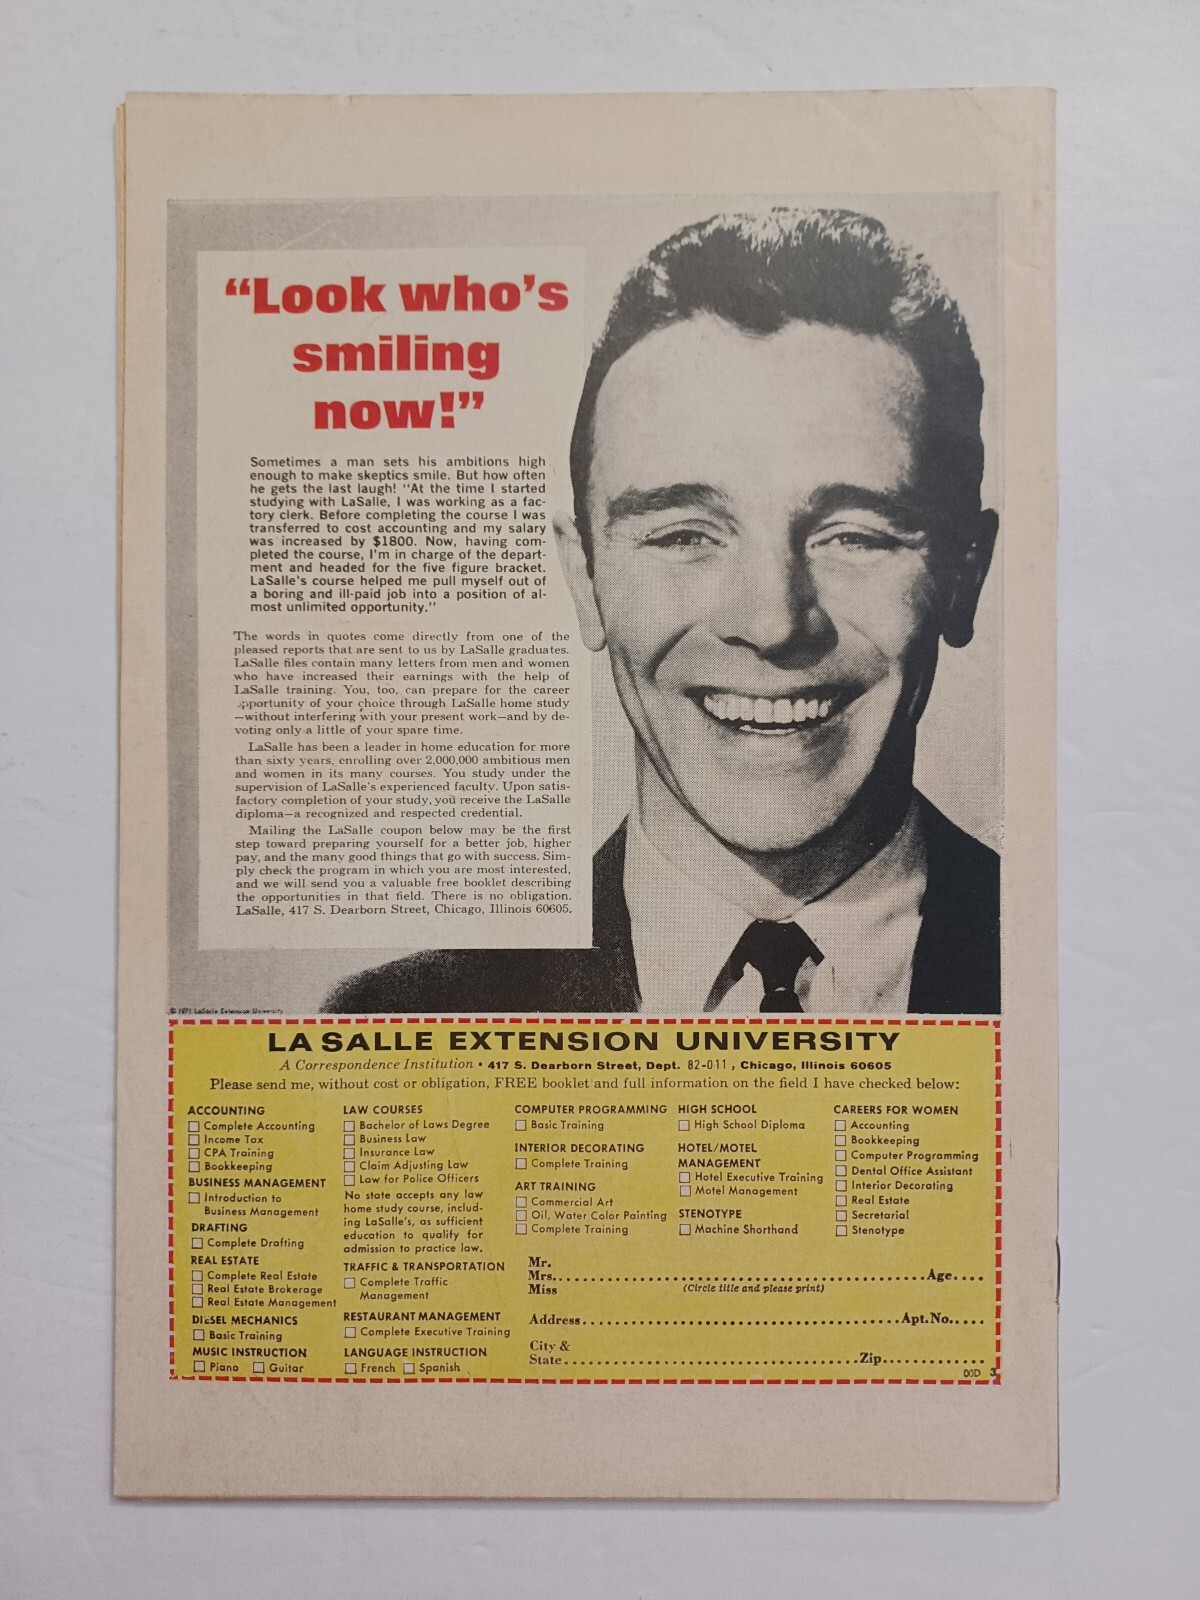 “Look who’s
smiling
now!”
Sometimes a man sets his ambitions high
enough to make skeptics smile. But how often
he gets the last laugh! “At the time I started
studying with LaSalle, I was working as a fac-
tory clerk. Before completing the course I was
transferred to cost accounting and my salary
was increased by $1800. Now, having com-
pleted the course, I’m in charge of the depart-
ment and headed for the five figure bracket.
LaSalle’s course helped me pull myself out of
a boring and ill-paid job into a position of al-
most unlimited opportunity.”
The words in quotes come directly from one of the
pleased reports that are sent to us by LaSalle graduates.
LaSalle files contain many letters from men and women
who have increased their earnings with the help of
LaSalle training. You, too, can prepare for the career
opportunity of your choice through LaSalle home study
—without interfering with your present work—and by de-
voting only a little of your spare time.
LaSalle has been a leader in home education for more
than sixty years, enrolling over 2,000,000 ambitious men
and women in its many courses. You study under the
supervision of LaSalle’s experienced faculty. Upon satis-
factory completion of your study, you receive the LaSalle
diploma—a recognized and respected credential.
Mailing the LaSalle coupon below may be the first
step toward preparing yourself for a better job, higher
pay, and the many good things that go with success. Sim-
ply check the program in which you are most interested,
and we will send you a valuable free booklet describing
the opportunities in that field. There is no obligation.
LaSalle, 417 S. Dearborn Street, Chicago, Illinois 60605.
© 1971 LaSalle Extension University
LA SALLE EXTENSION UNIVERSITY
A Correspondence Institution • 417 S. Dearborn Street, Dept. 82-011, Chicago, Illinois 60605
Please send me, without cost or obligation, FREE booklet and full information on the field I have checked below:
ACCOUNTING
Complete Accounting
Income Tax
CPA Training
Bookkeeping
BUSINESS MANAGEMENT
Introduction to
Business Management
DRAFTING
Complete Drafting
REAL ESTATE
Complete Real Estate
Real Estate Brokerage
Real Estate Management
DIESEL MECHANICS
Basic Training
MUSIC INSTRUCTION
Piano Guitar
LAW COURSES
Bachelor of Laws Degree
Business Law
Insurance Law
Claim Adjusting Law
Law for Police Officers
No state accepts any law
home study course, includ-
ing LaSalle’s, as sufficient
education to qualify for
admission to practice law.
TRAFFIC & TRANSPORTATION
Complete Traffic
Management
RESTAURANT MANAGEMENT
Complete Executive Training
LANGUAGE INSTRUCTION
French Spanish
COMPUTER PROGRAMMING
Basic Training
INTERIOR DECORATING
Complete Training
ART TRAINING
Commercial Art
Oil, Water Color Painting
Complete Training
HIGH SCHOOL
High School Diploma
HOTEL/MOTEL
MANAGEMENT
Hotel Executive Training
Motel Management
STENOTYPE
Machine Shorthand
CAREERS FOR WOMEN
Accounting
Bookkeeping
Computer Programming
Dental Office Assistant
Interior Decorating
Real Estate
Secretarial
Stenotype
Mr.
Mrs. Age
Miss (Circle title and please print)
Address Apt. No.
City &
State Zip
00D 3